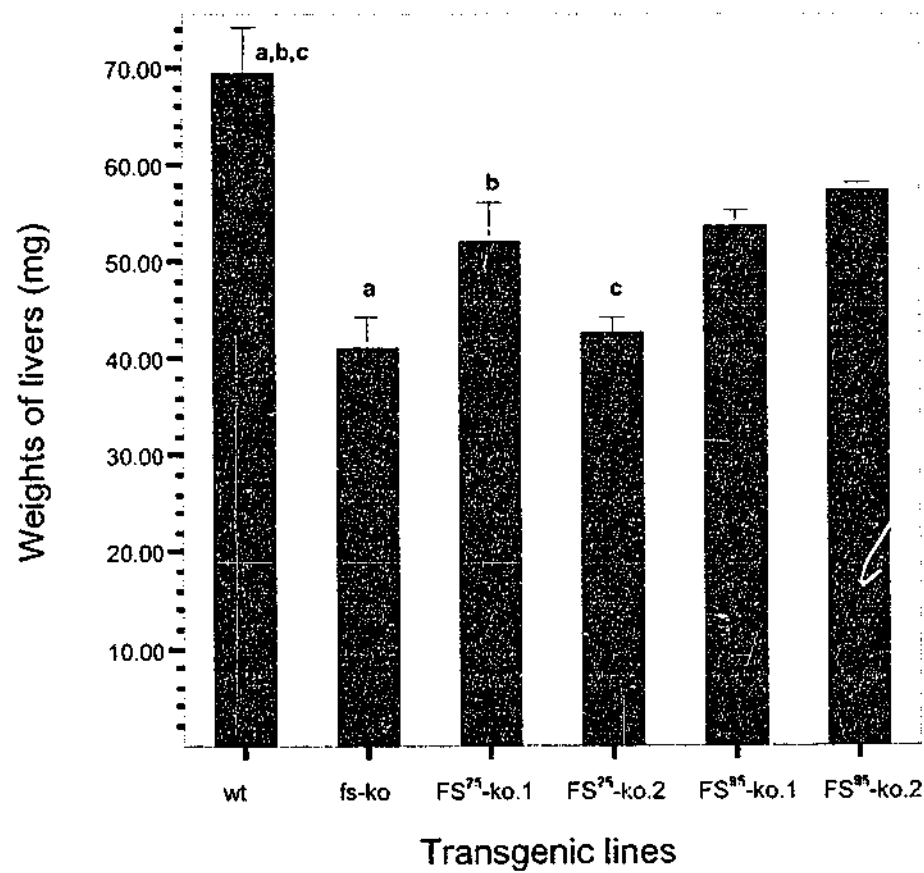 Weights of livers (mg)
70.00
60.00
50.00
40.00
30.00
20.00
10.00
a,b,c
a
b
c
wt fs-ko
Transgenic lines